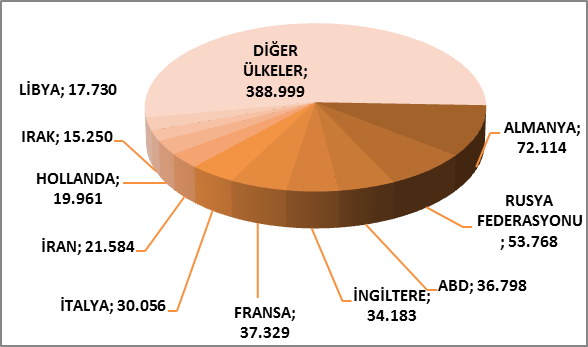 DİĞER
ÜLKELER;
388.999
ALMANYA;
72.114
RUSYA
FEDERASYONU
; 53.768
ABD; 36.798
İNGİLTERE;
34.183
FRANSA;
37.329
İTALYA; 30.056
İRAN; 21.584
HOLLANDA;
19.961
IRAK; 15.250
LİBYA; 17.730